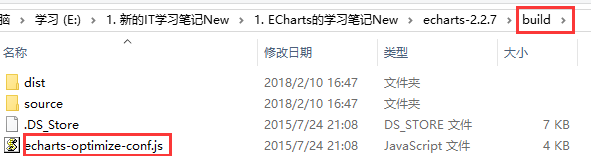 脑 › 学习 (E:) › 1. 新的IT学习笔记New › 1. ECharts的学习笔记New › echarts-2.2.7 › build ›
名称 修改日期 类型 大小
dist 2018/2/10 16:47 文件夹
source 2018/2/10 16:47 文件夹
.DS_Store 2015/7/24 21:08 DS_STORE 文件 7 KB
echarts-optimize-conf.js 2015/7/24 21:08 JavaScript 文件 4 KB